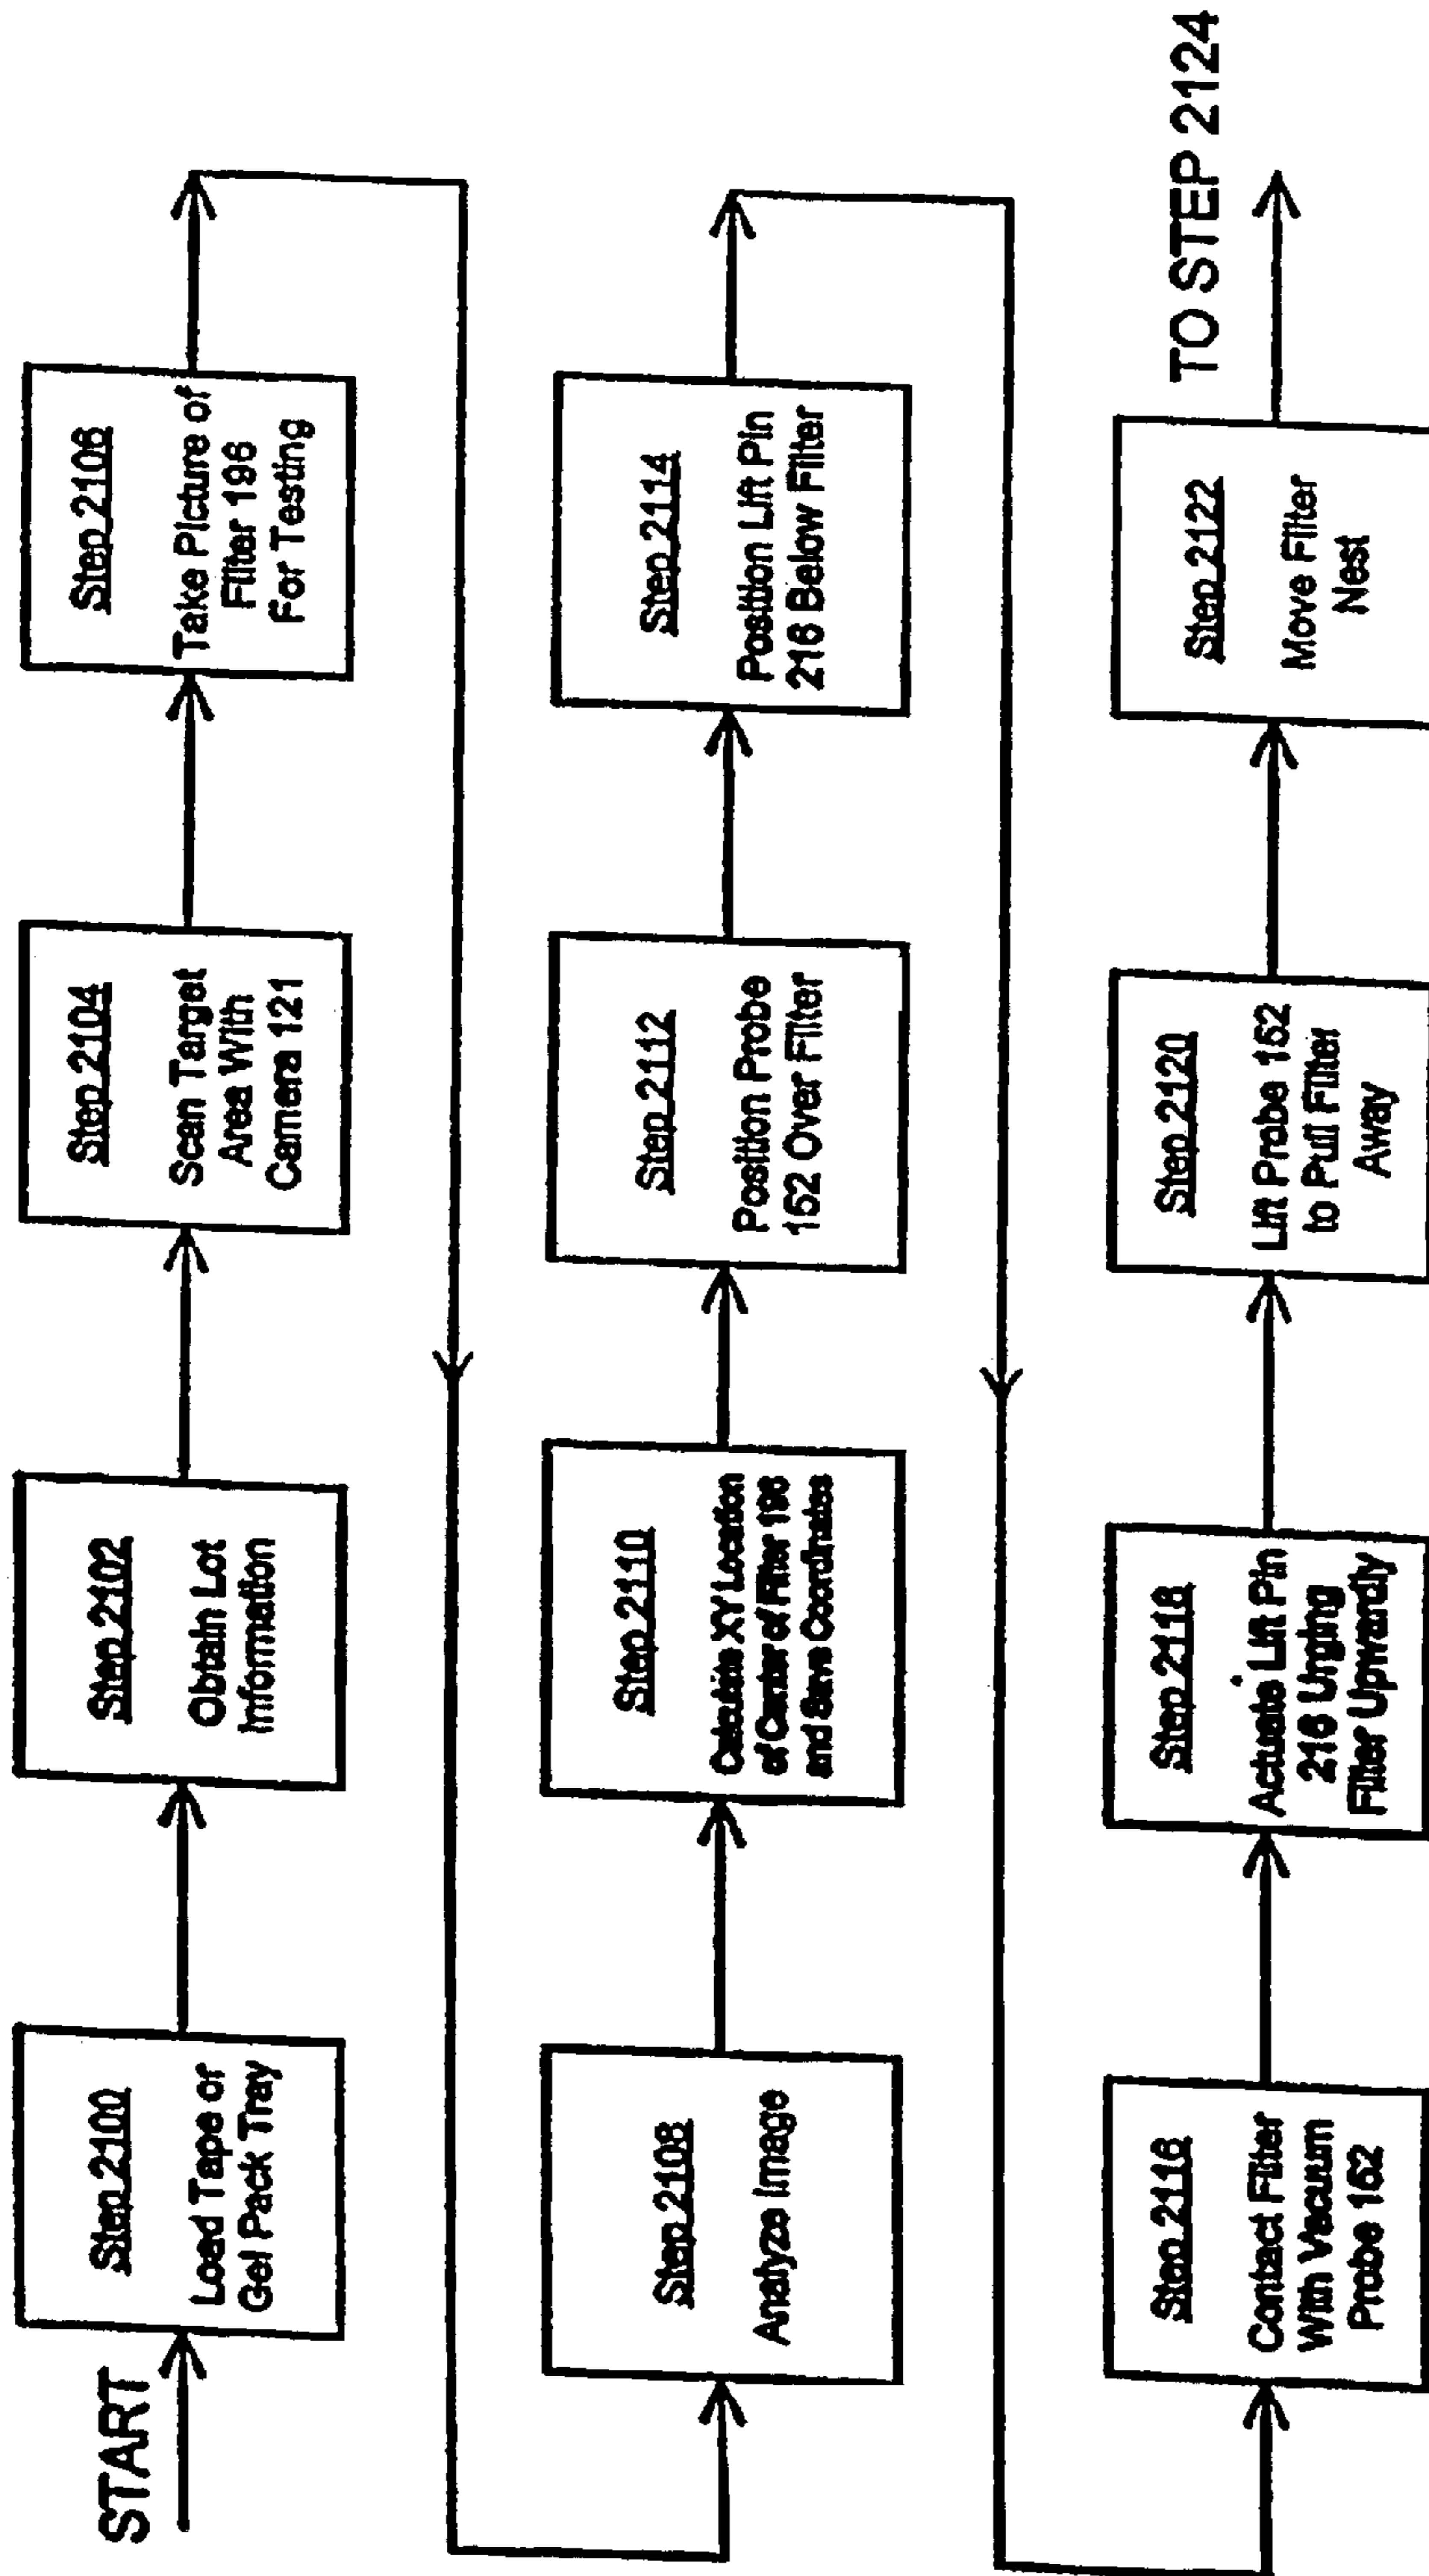 START
Step 2100
Load Tape or
Gel Pack Tray
Step 2102
Obtain Lot
Information
Step 2104
Scan Target
Area With
Camera 121
Step 2106
Take Picture of
Filter 196
For Testing
Step 2108
Analyze Image
Step 2110
Calculate XY Location
of Center of Filter 196
and Save Coordinates
Step 2112
Position Probe
152 Over Filter
Step 2114
Position Lift Pin
216 Below Filter
Step 2116
Contact Filter
With Vacuum
Probe 152
Step 2118
Actuate Lift Pin
216 Urging
Filter Upwardly
Step 2120
Lift Probe 152
to Pull Filter
Away
Step 2122
Move Filter
Nest
TO STEP 2124